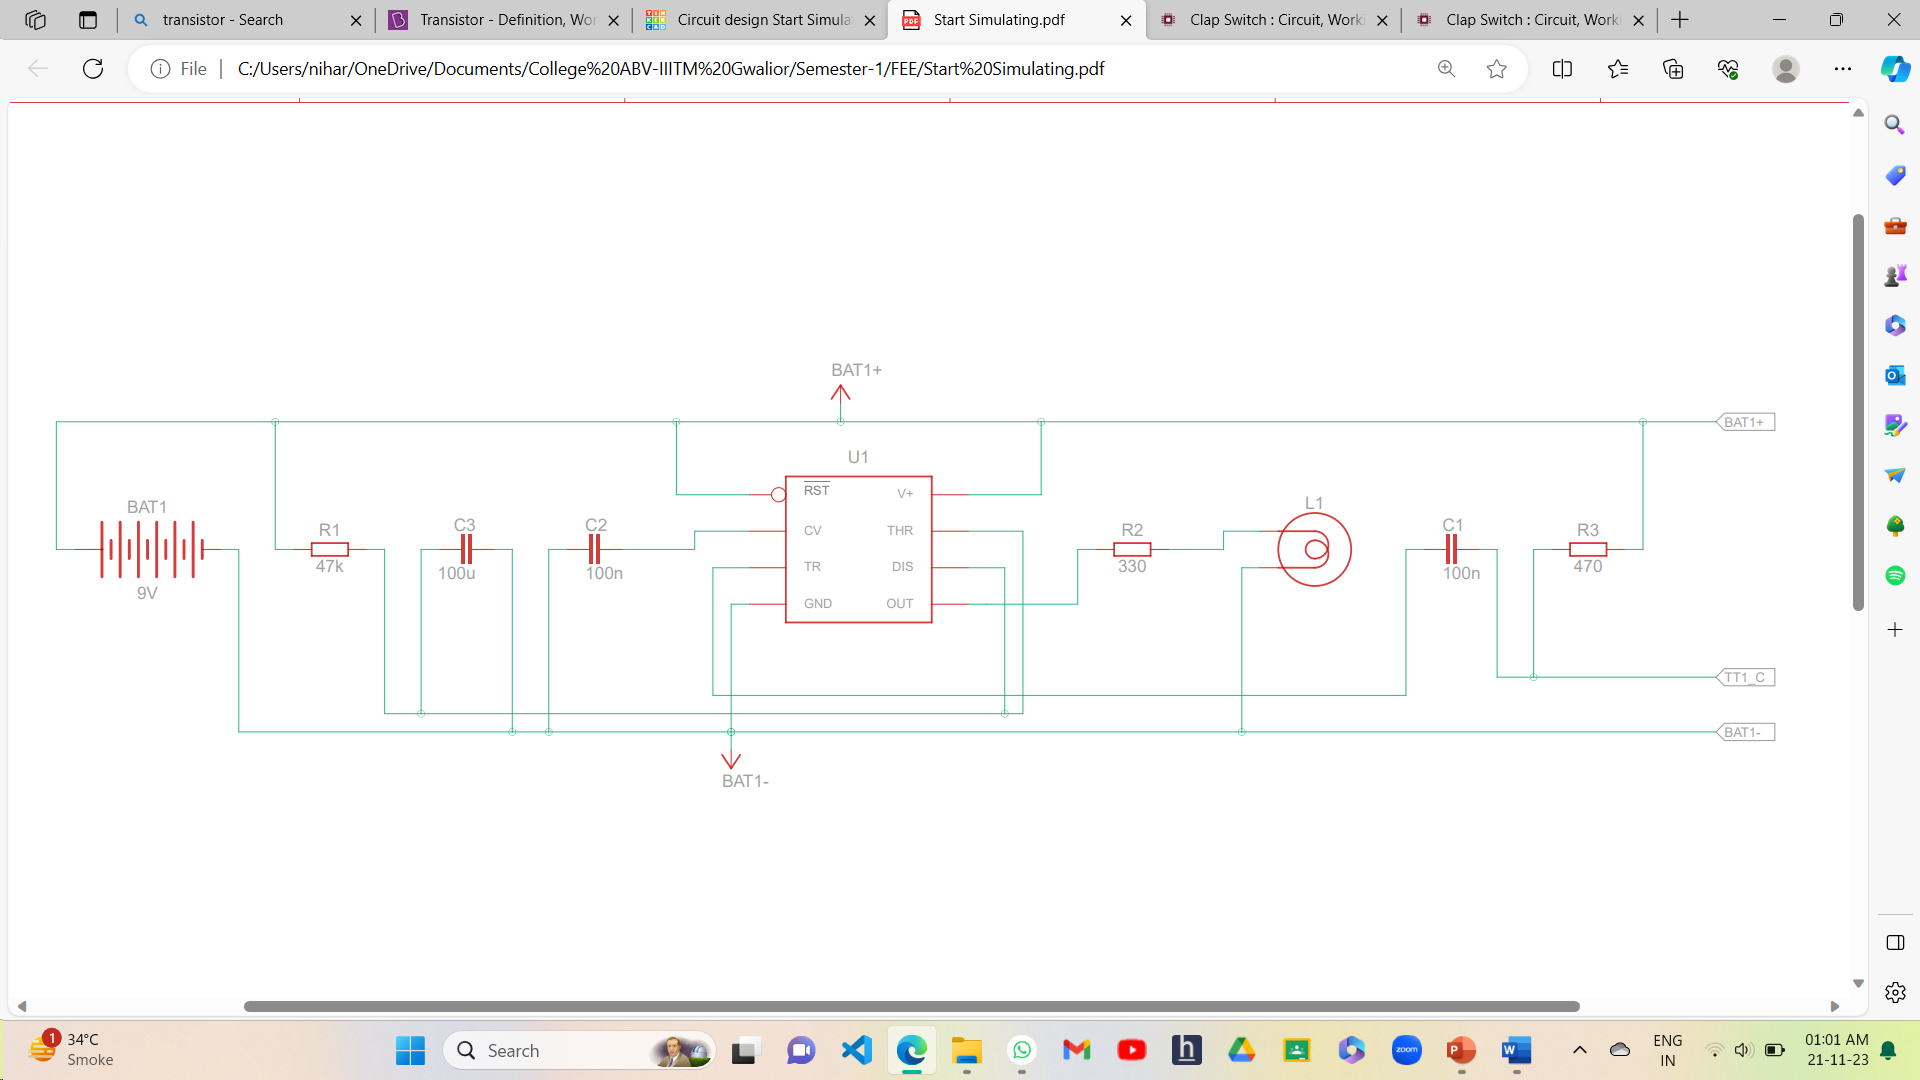 transistor - Search
Transistor - Definition, Wor
Circuit design Start Simula
Start Simulating.pdf
Clap Switch : Circuit, Worki
Clap Switch : Circuit, Work
File
C:/Users/nihar/OneDrive/Documents/College%20ABV-IIITM%20Gwalior/Semester-1/FEE/Start%20Simulating.pdf
BAT1+
BAT1+
U1
RST
V+
BAT1
L1
R1
C3
C2
CV
THR
R2
C1
R3
47k
100u
100n
TR
DIS
330
100n
470
9V
GND
OUT
TT1_C
BAT1-
BAT1-
1
34°C
Smoke
Search
zoom
ENG
IN
01:01 AM
21-11-23